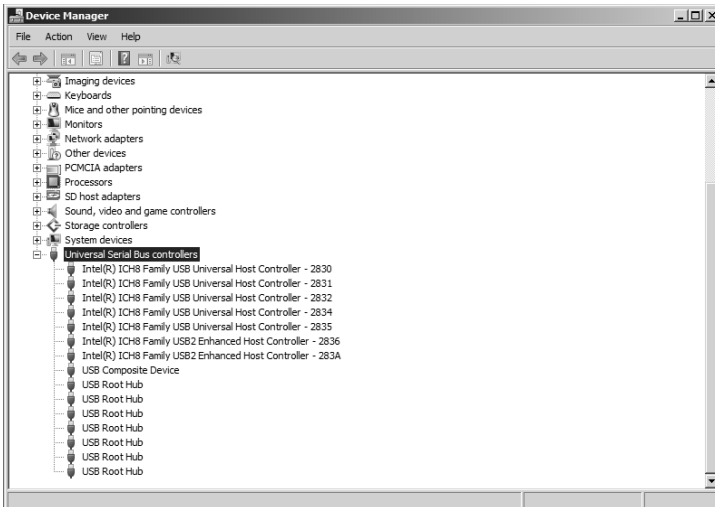 Device Manager
File Action View Help
Imaging devices
Keyboards
Mice and other pointing devices
Monitors
Network adapters
Other devices
PCMCIA adapters
Processors
SD host adapters
Sound, video and game controllers
Storage controllers
System devices
Universal Serial Bus controllers
Intel(R) ICH8 Family USB Universal Host Controller - 2830
Intel(R) ICH8 Family USB Universal Host Controller - 2831
Intel(R) ICH8 Family USB Universal Host Controller - 2832
Intel(R) ICH8 Family USB Universal Host Controller - 2834
Intel(R) ICH8 Family USB Universal Host Controller - 2835
Intel(R) ICH8 Family USB2 Enhanced Host Controller - 2836
Intel(R) ICH8 Family USB2 Enhanced Host Controller - 283A
USB Composite Device
USB Root Hub
USB Root Hub
USB Root Hub
USB Root Hub
USB Root Hub
USB Root Hub
USB Root Hub